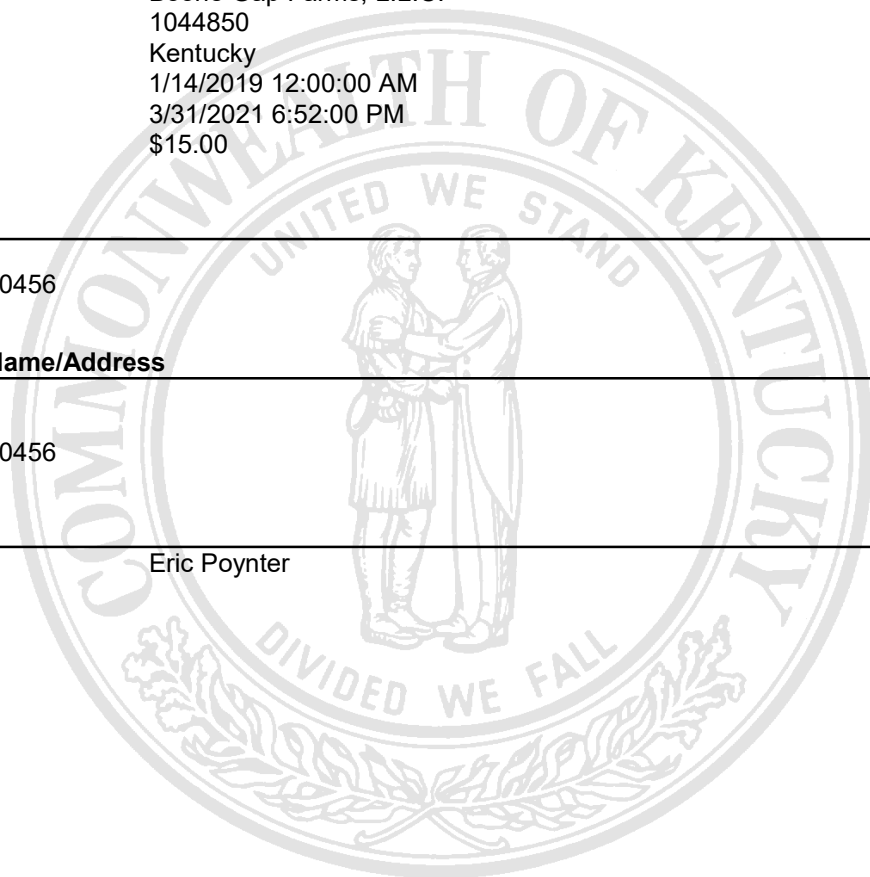 1044850
Kentucky
1/14/2019 12:00:00 AM
3/31/2021 6:52:00 PM
$15.00
COMMONWEALTH OF KENTUCKY
UNITED WE STAND
0456
Name/Address
0456
Eric Poynter
DIVIDED WE FALL